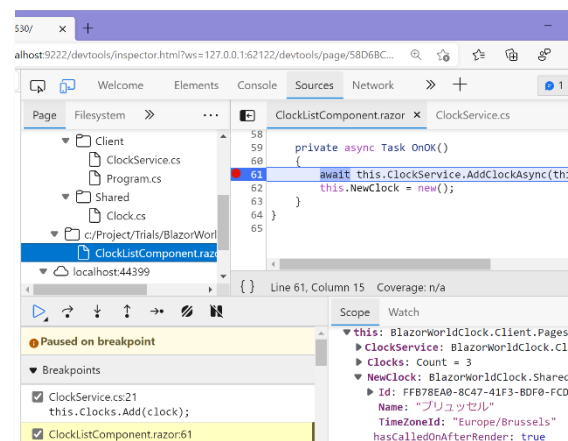 530/
alhost:9222/devtools/inspector.html?ws=127.0.0.1:62122/devtools/page/58D6BC...
Welcome Elements Console Sources Network 1
Page Filesystem ClockListComponent.razor ClockService.cs
Client
ClockService.cs
Program.cs
Shared
Clock.cs
c:/Project/Trials/BlazorWorl
ClockListComponent.razo
localhost:44399
58
59 private async Task OnOK()
60 {
61 await this.ClockService.AddClockAsync(thi
62 this.NewClock = new();
63 }
64 }
65
{ } Line 61, Column 15 Coverage: n/a
Scope Watch
Paused on breakpoint
Breakpoints
ClockService.cs:21
this.Clocks.Add(clock);
ClockListComponent.razor:61
this: BlazorWorldClock.Client.Pages
ClockService: BlazorWorldClock.Cl
Clocks: Count = 3
NewClock: BlazorWorldClock.Shared
Id: FFB78EA0-8C47-41F3-BDF0-FCD
Name: "ブリュッセル"
TimeZoneId: "Europe/Brussels"
hasCalledOnAfterRender: true